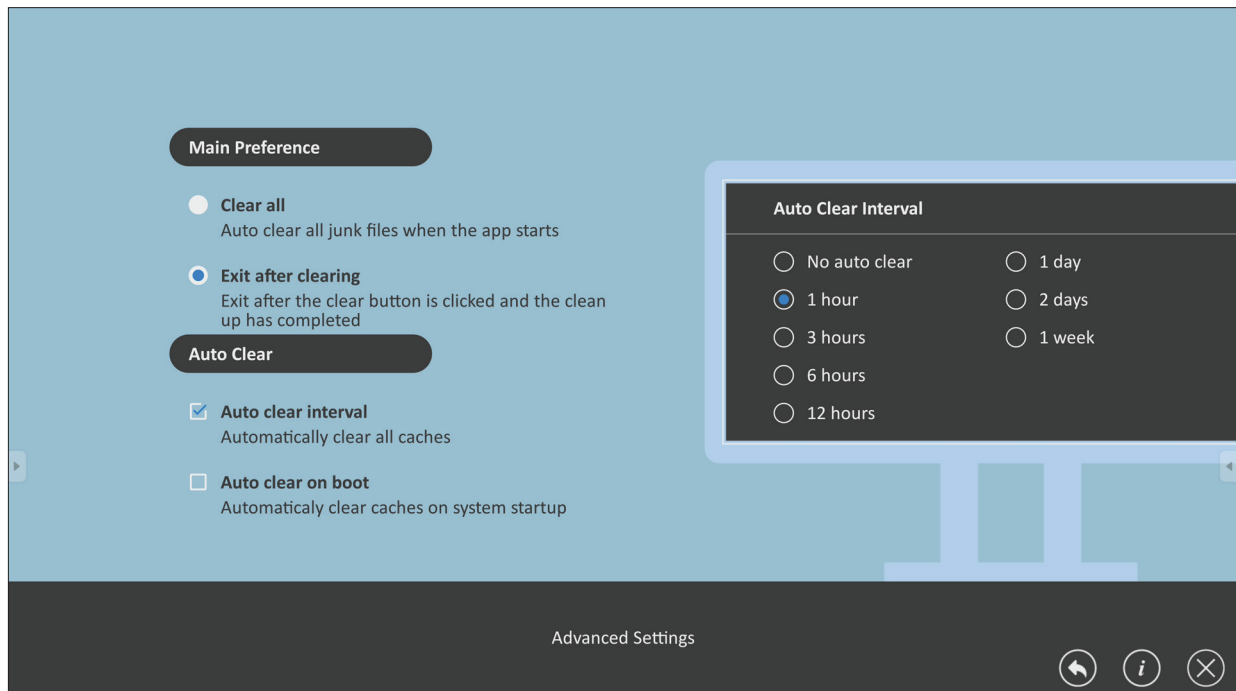 Main Preference
Clear all
Auto clear all junk files when the app starts
Exit after clearing
Exit after the clear button is clicked and the clean
up has completed
Auto Clear
Auto clear interval
Automatically clear all caches
Auto clear on boot
Automaticaly clear caches on system startup
Auto Clear Interval
No auto clear
1 hour
3 hours
6 hours
12 hours
1 day
2 days
1 week
Advanced Settings
i